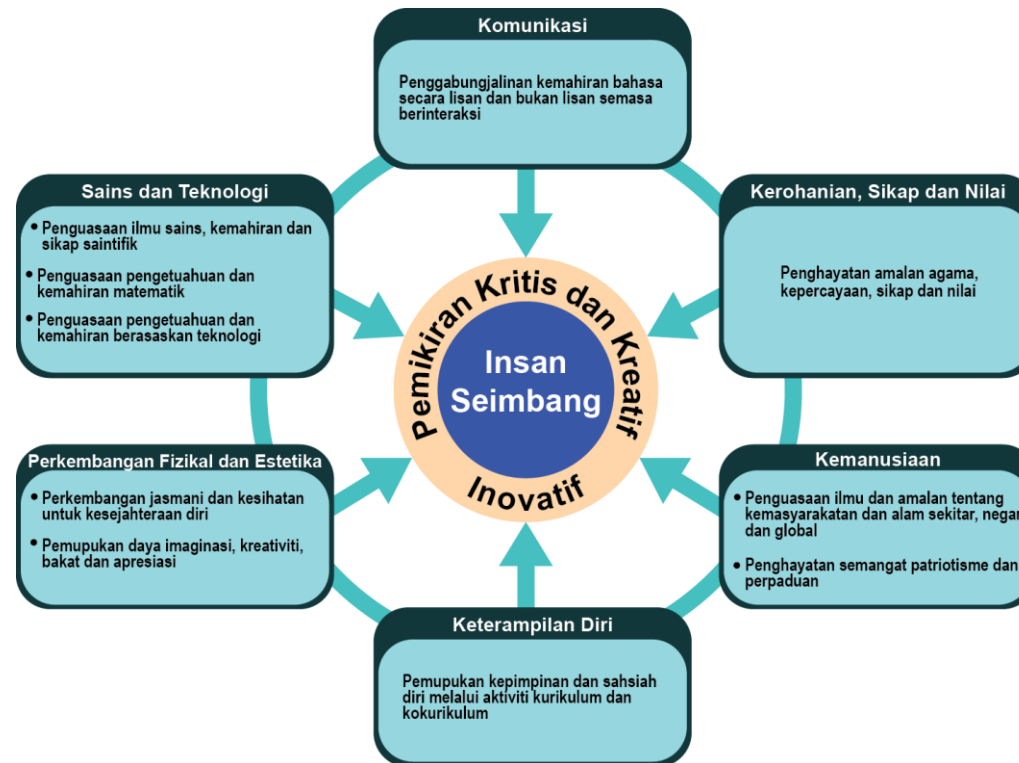 Komunikasi
Penggabungjalinan kemahiran bahasa
secara lisan dan bukan lisan semasa
berinteraksi
Sains dan Teknologi
• Penguasaan ilmu sains, kemahiran dan
sikap saintifik
• Penguasaan pengetuahuan dan
kemahiran matematik
• Penguasaan pengetuahuan dan
kemahiran berasaskan teknologi
Kerohanian, Sikap dan Nilai
Penghayatan amalan agama,
kepercayaan, sikap dan nilai
Pemikiran Kritis dan Kreatif
Insan
Seimbang
Inovatif
Perkembangan Fizikal dan Estetika
• Perkembangan jasmani dan kesihatan
untuk kesejahteraan diri
• Pemupukan daya imaginasi, kreativiti,
bakat dan apresiasi
Kemanusiaan
• Penguasaan ilmu dan amalan tentang
kemasyarakatan dan alam sekitar, negar
dan global
• Penghayatan semangat patriotisme dan
perpaduan
Keterampilan Diri
Pemupukan kepimpinan dan sahsiah
diri melalui aktiviti kurikulum dan
kokurikulum